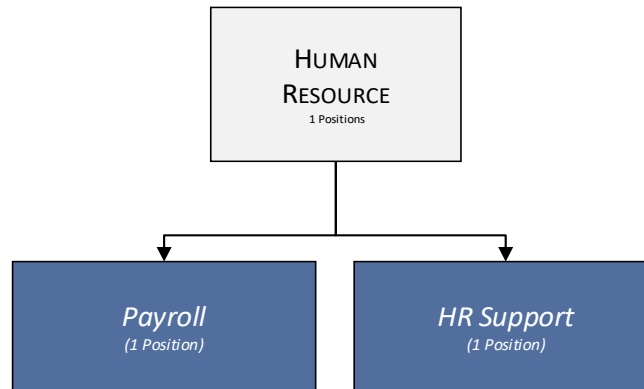 HUMAN
RESOURCE
1 Positions
Payroll
(1 Position)
HR Support
(1 Position)